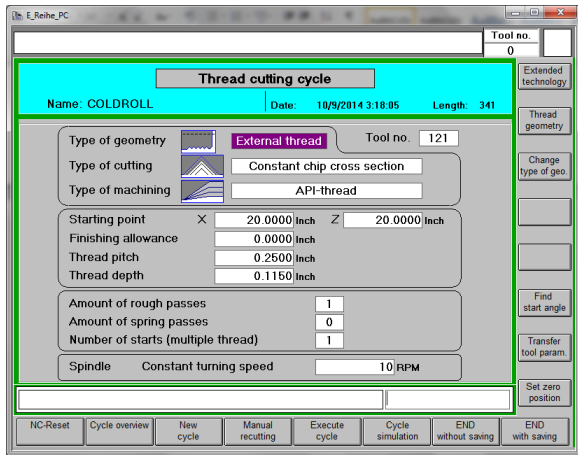 E_Reihe_PC
Tool no.
0
Thread cutting cycle
Name: COLDROLL
Date: 10/9/2014 3:18:05
Length: 341
Type of geometry External thread Tool no. 121
Type of cutting Constant chip cross section
Type of machining API-thread
Starting point X 20.0000 Inch Z 20.0000 Inch
Finishing allowance 0.0000 Inch
Thread pitch 0.2500 Inch
Thread depth 0.1150 Inch
Amount of rough passes 1
Amount of spring passes 0
Number of starts (multiple thread) 1
Spindle Constant turning speed 10 RPM
Extended
technology
Thread
geometry
Change
type of geo.
Find
start angle
Transfer
tool param.
Set zero
position
NC-Reset
Cycle overview
New
cycle
Manual
recutting
Execute
cycle
Cycle
simulation
END
without saving
END
with saving